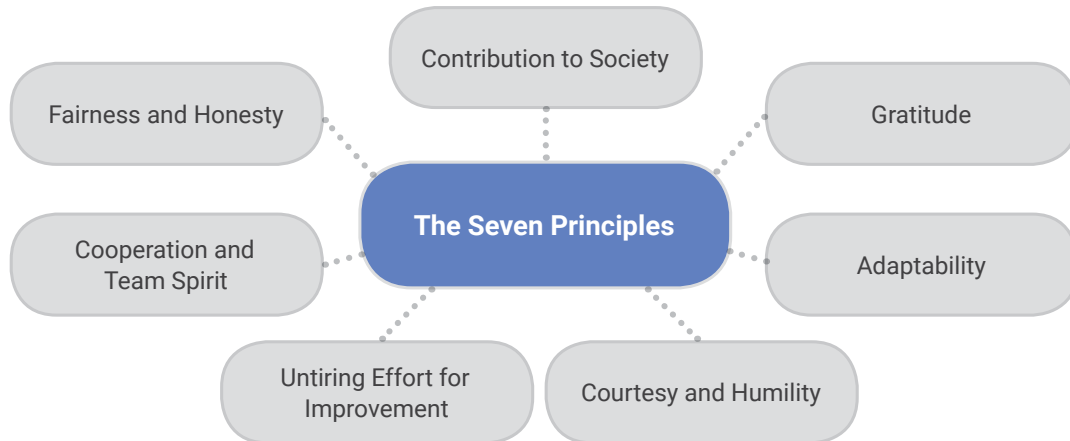 Contribution to Society
Fairness and Honesty
Gratitude
The Seven Principles
Cooperation and
Team Spirit
Adaptability
Untiring Effort for
Improvement
Courtesy and Humility